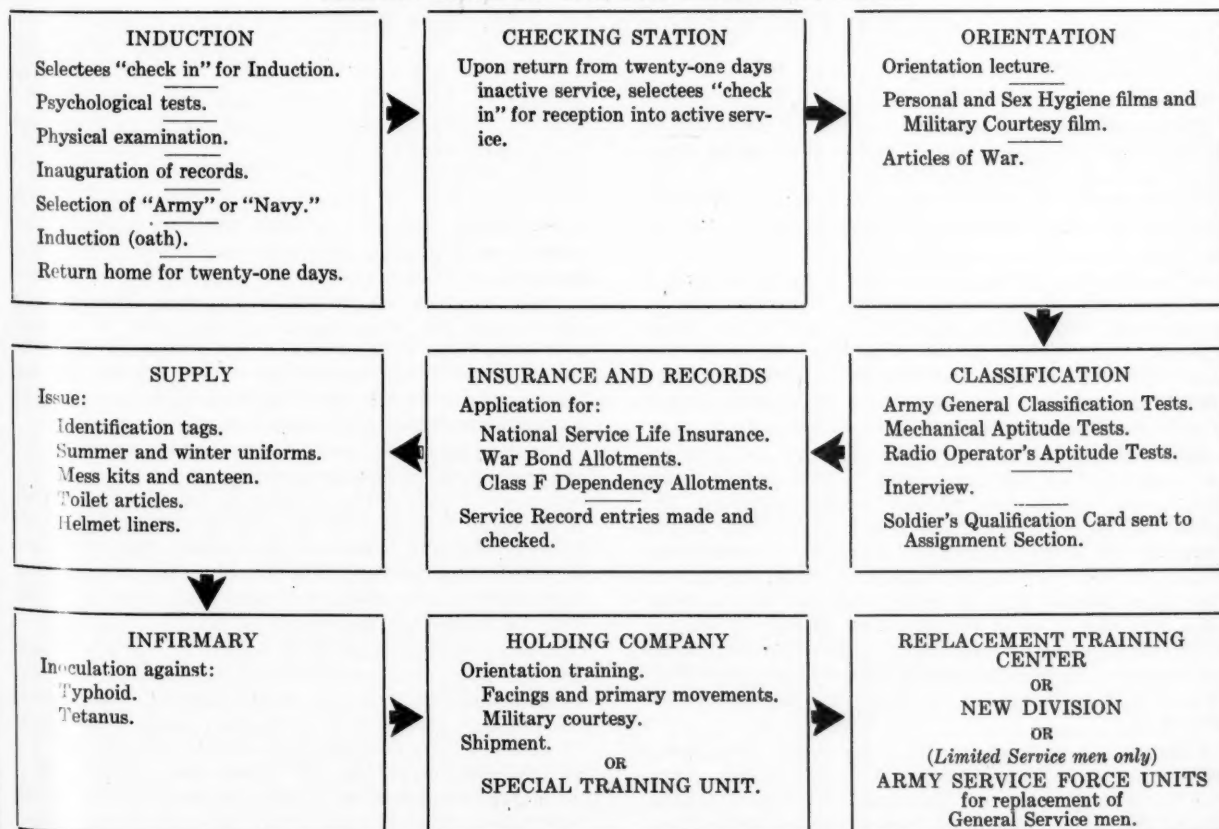 INDUCTION
Selectees "check in" for Induction.
Psychological tests.
Physical examination.
Inauguration of records.
Selection of "Army" or "Navy."
Induction (oath).
Return home for twenty-one days.
CHECKING STATION
Upon return from twenty-one days
inactive service, selectees "check
in" for reception into active serv-
ice.
ORIENTATION
Orientation lecture.
Personal and Sex Hygiene films and
Military Courtesy film.
Articles of War.
CLASSIFICATION
Army General Classification Tests.
Mechanical Aptitude Tests.
Radio Operator's Aptitude Tests.
Interview.
Soldier's Qualification Card sent to
Assignment Section.
INSURANCE AND RECORDS
Application for:
National Service Life Insurance.
War Bond Allotments.
Class F Dependency Allotments.
Service Record entries made and
checked.
SUPPLY
Issue:
Identification tags.
Summer and winter uniforms.
Mess kits and canteen.
Toilet articles.
Helmet liners.
INFIRMARY
Inoculation against:
Typhoid.
Tetanus.
HOLDING COMPANY
Orientation training.
Facings and primary movements.
Military courtesy.
Shipment.
OR
SPECIAL TRAINING UNIT.
REPLACEMENT TRAINING
CENTER
OR
NEW DIVISION
OR
(Limited Service men only)
ARMY SERVICE FORCE UNITS
for replacement of
General Service men.